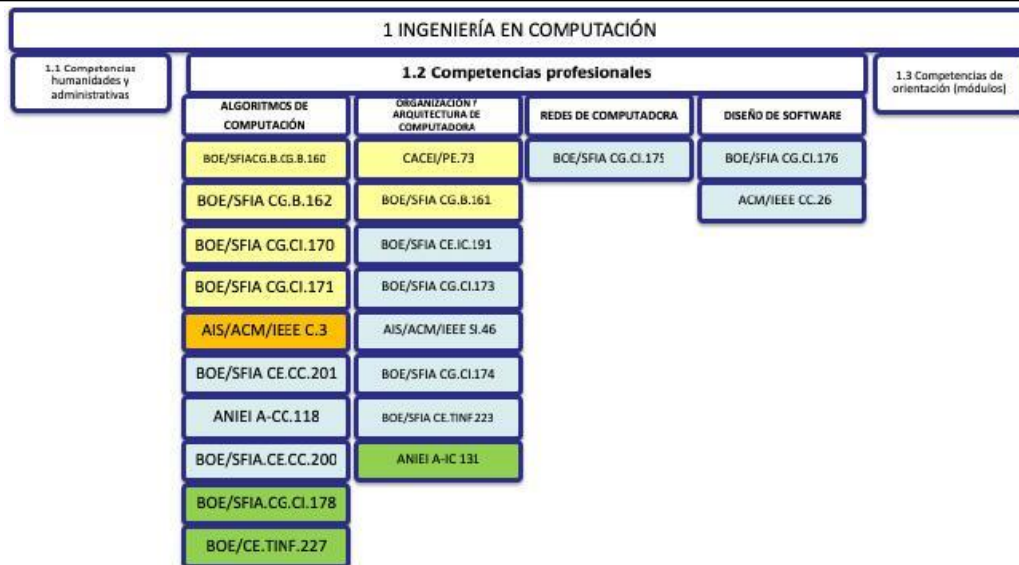 1 INGENIERÍA EN COMPUTACIÓN
1.1 Competencias
humanidades y
administrativas
1.2 Competencias profesionales
1.3 Competencias de
orientación (módulos)
ALGORITMOS DE
COMPUTACIÓN
ORGANIZACIÓN Y
ARQUITECTURA DE
COMPUTADORA
REDES DE COMPUTADORA
DISEÑO DE SOFTWARE
BOE/SFIACG.B.CG.B.160
CACEI/PE.73
BOE/SFIA CG.CI.175
BOE/SFIA CG.CI.176
BOE/SFIA CG.B.162
BOE/SFIA CG.B.161
ACM/IEEE CC.26
BOE/SFIA CG.CI.170
BOE/SFIA CE.IC.191
BOE/SFIA CG.CI.171
BOE/SFIA CG.CI.173
AIS/ACM/IEEE C.3
AIS/ACM/IEEE SI.46
BOE/SFIA CE.CC.201
BOE/SFIA CG.CI.174
ANIEI A-CC.118
BOE/SFIA CE.TINF.223
BOE/SFIA.CE.CC.200
ANIEI A-IC 131
BOE/SFIA.CG.CI.178
BOE/CE.TINF.227